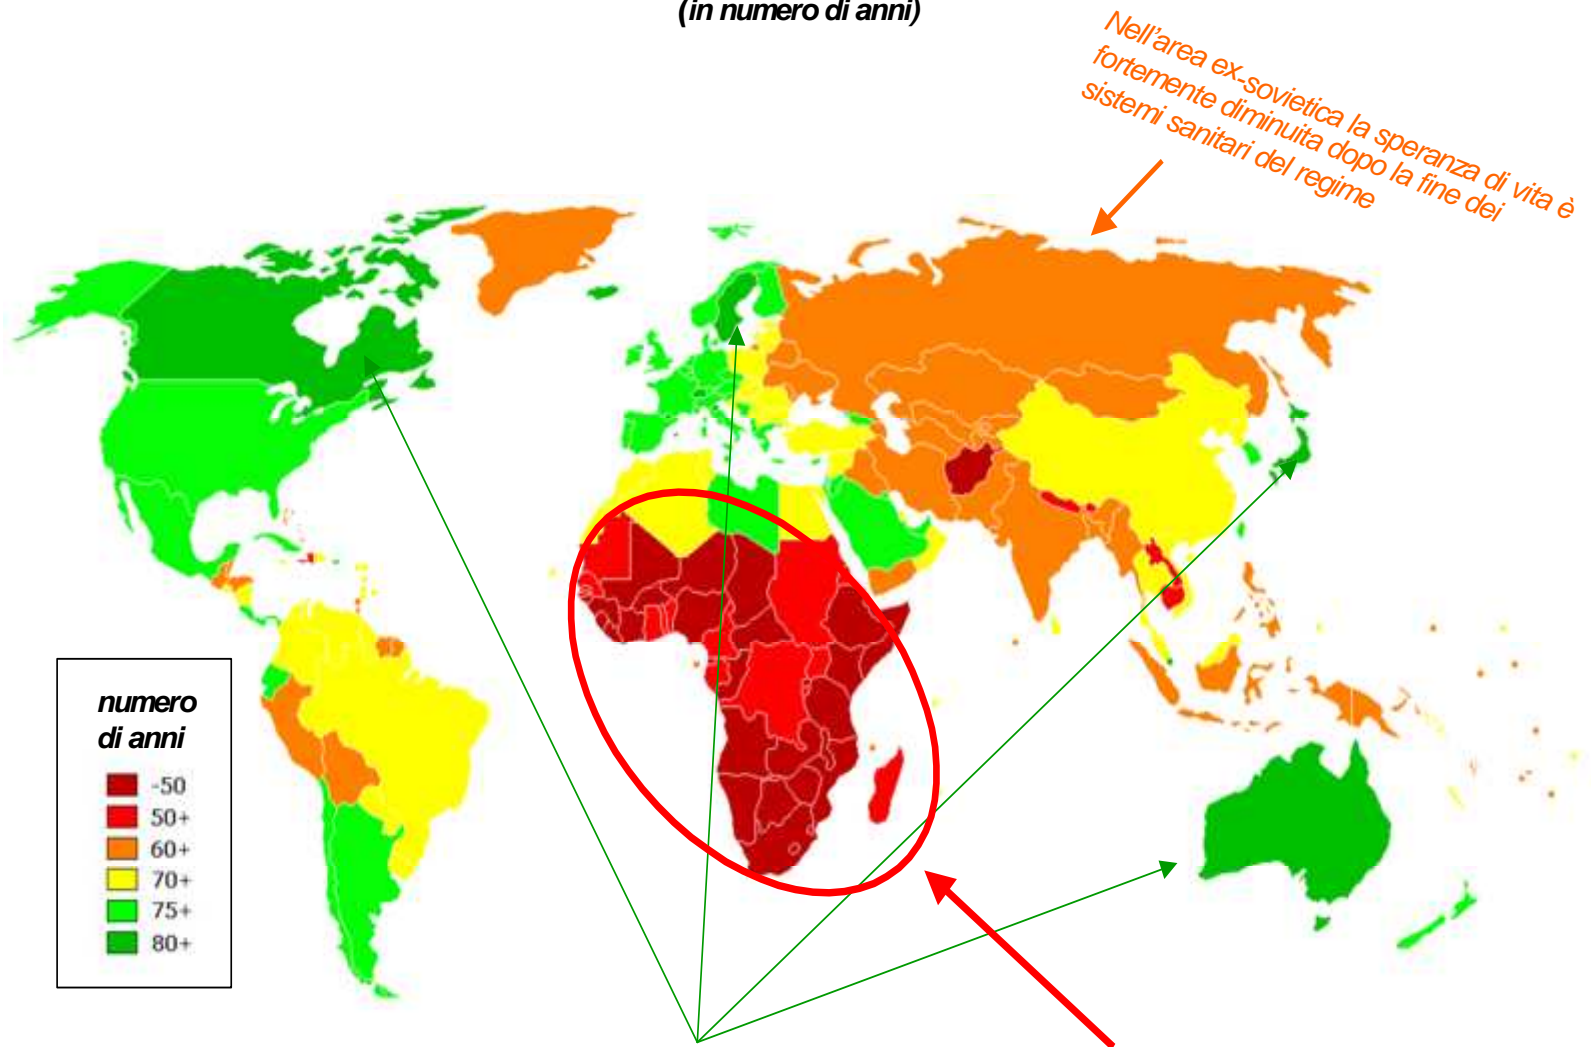 (in numero di anni)
Nell'area ex-sovietica la speranza di vita è
fortemente diminuita dopo la fine dei
sistemi sanitari del regime
numero
di anni
-50
50+
60+
70+
75+
80+